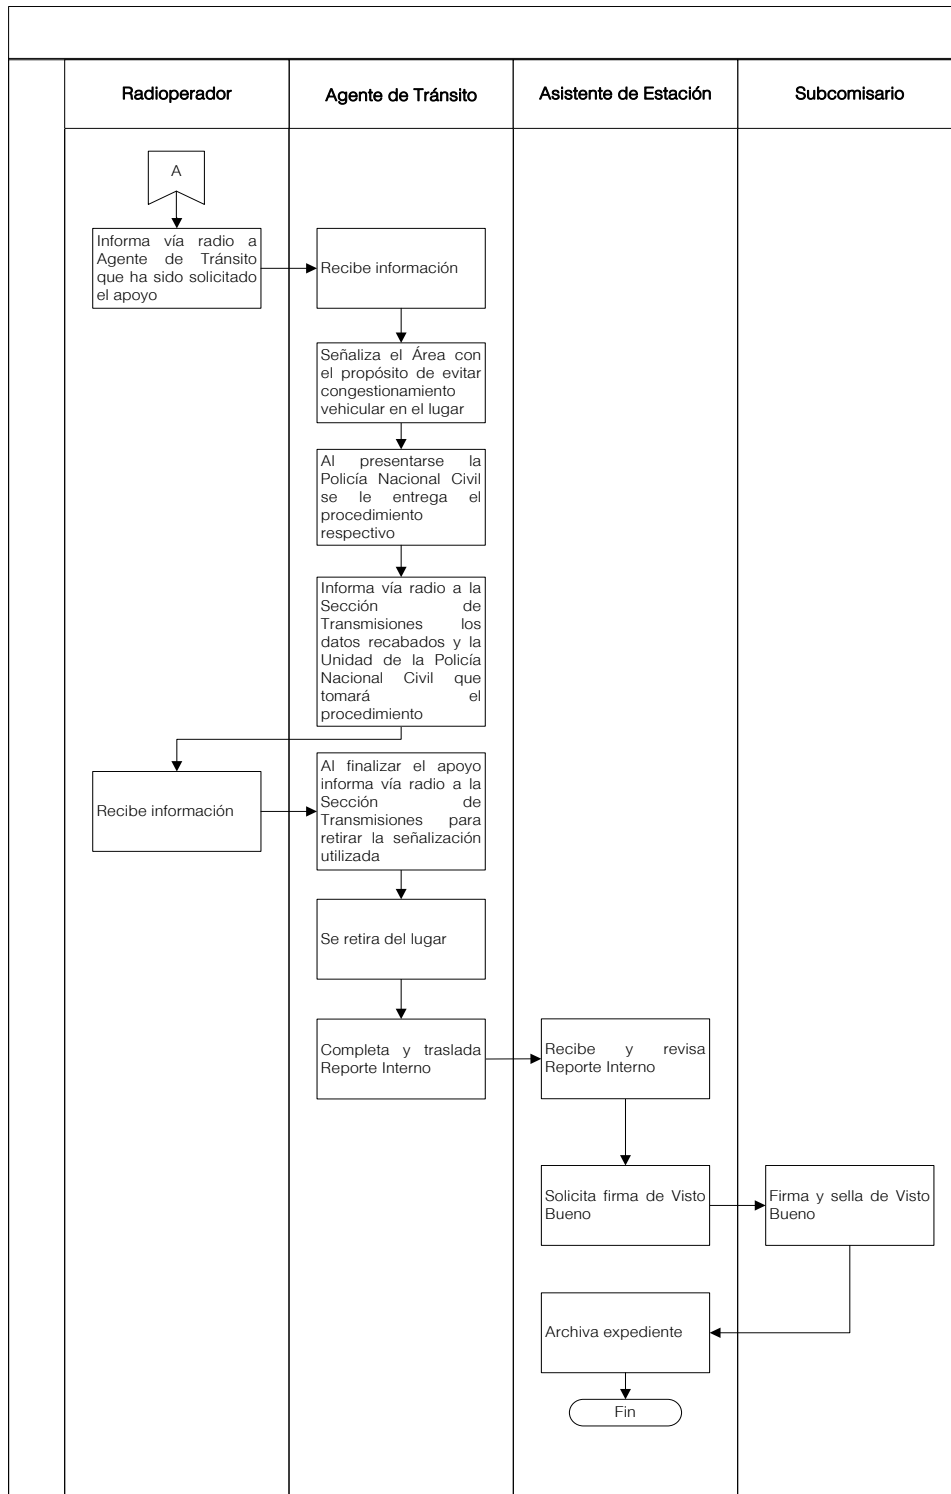 Radioperador
Agente de Tránsito
Asistente de Estación
Subcomisario
A
Informa vía radio a
Agente de Tránsito
que ha sido solicitado
el apoyo
Recibe información
Señaliza el Área con
el propósito de evitar
congestionamiento
vehicular en el lugar
Al presentarse la
Policía Nacional Civil
se le entrega el
procedimiento
respectivo
Informa vía radio a la
Sección de
Transmisiones los
datos recabados y la
Unidad de la Policía
Nacional Civil que
tomará el
procedimiento
Recibe información
Al finalizar el apoyo
informa vía radio a la
Sección de
Transmisiones para
retirar la señalización
utilizada
Se retira del lugar
Completa y traslada
Reporte Interno
Recibe y revisa
Reporte Interno
Solicita firma de Visto
Bueno
Firma y sella de Visto
Bueno
Archiva expediente
Fin